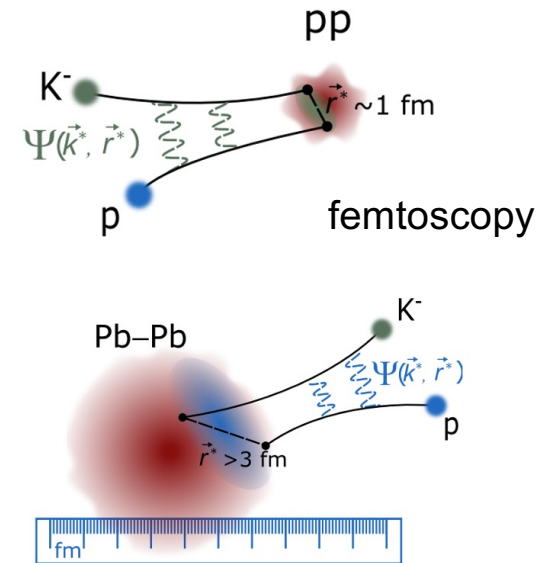 pp
K⁻
r⃗* ~1 fm
Ψ(k⃗*, r⃗*)
p
femtoscopy
K⁻
Pb–Pb
Ψ(k⃗*, r⃗*)
p
r⃗* >3 fm
fm